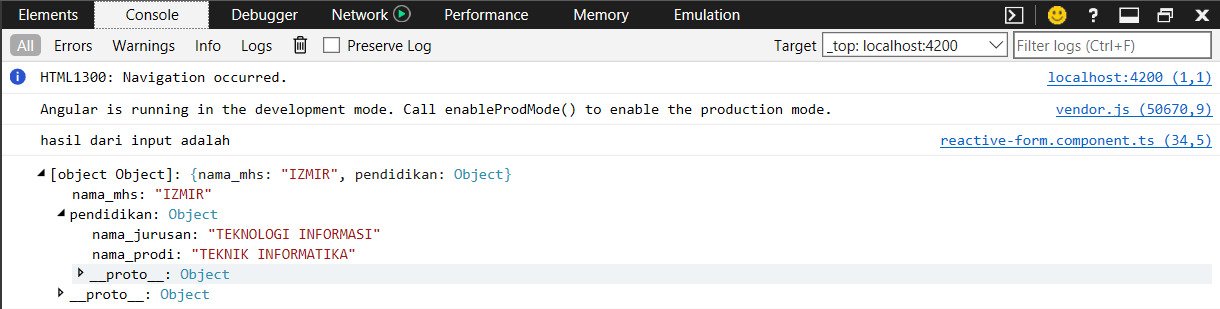 Elements Console Debugger Network Performance Memory Emulation ?
All Errors Warnings Info Logs Preserve Log Target _top: localhost:4200 Filter logs (Ctrl+F)
HTML1300: Navigation occurred. localhost:4200 (1,1)
Angular is running in the development mode. Call enableProdMode() to enable the production mode. vendor.js (50670,9)
hasil dari input adalah reactive-form.component.ts (34,5)
[object Object]: {nama_mhs: "IZMIR", pendidikan: Object}
nama_mhs: "IZMIR"
pendidikan: Object
nama_jurusan: "TEKNOLOGI INFORMASI"
nama_prodi: "TEKNIK INFORMATIKA"
__proto__: Object
__proto__: Object